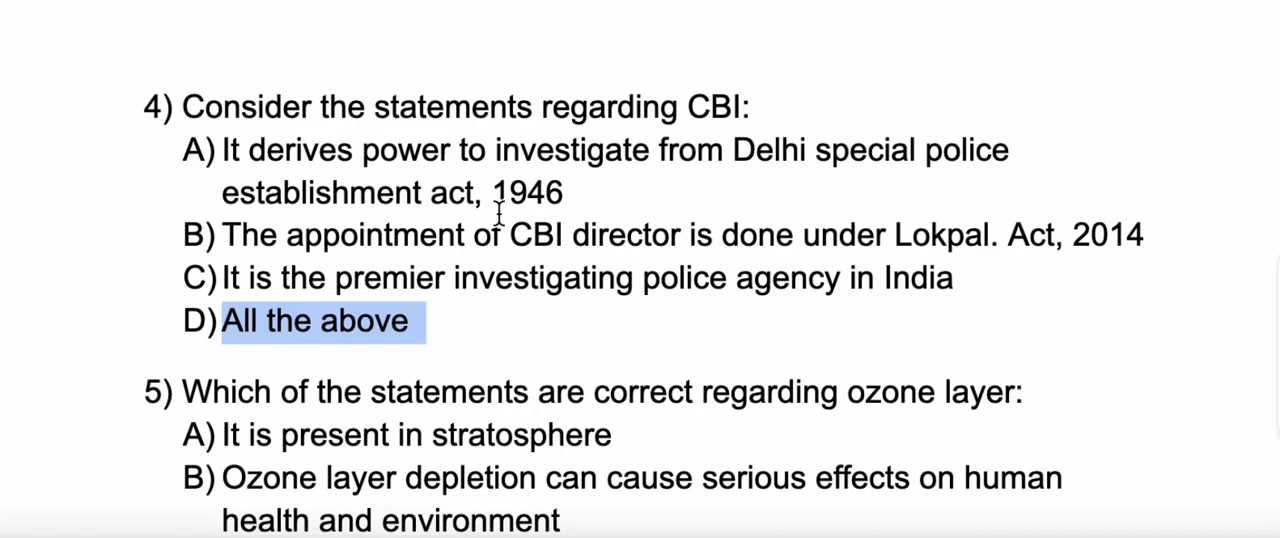 4) Consider the statements regarding CBI:
A) It derives power to investigate from Delhi special police
establishment act, 1946
B) The appointment of CBI director is done under Lokpal. Act, 2014
C) It is the premier investigating police agency in India
D) All the above
5) Which of the statements are correct regarding ozone layer:
A) It is present in stratosphere
B) Ozone layer depletion can cause serious effects on human
health and environment